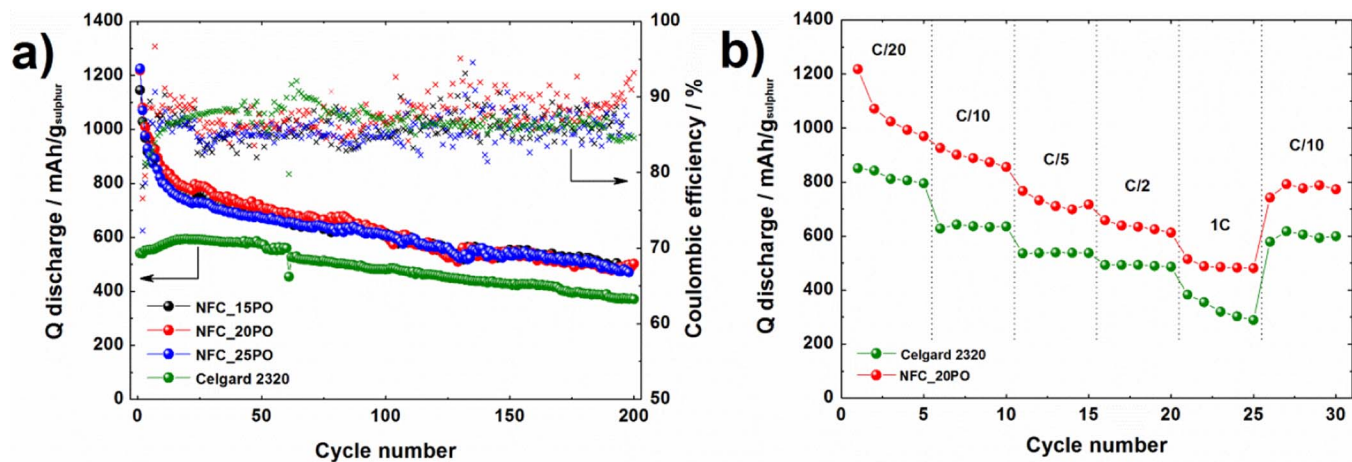 a)
Q discharge / mAh/gsulphur
1400
1200
1000
800
600
400
200
0
0
50
100
150
200
Cycle number
100
90
80
70
60
50
Coulombic efficiency / %
NFC_15PO
NFC_20PO
NFC_25PO
Celgard 2320
b)
Q discharge / mAh/gsulphur
1400
1200
1000
800
600
400
200
0
0
5
10
15
20
25
30
Cycle number
C/20
C/10
C/5
C/2
1C
C/10
Celgard 2320
NFC_20PO